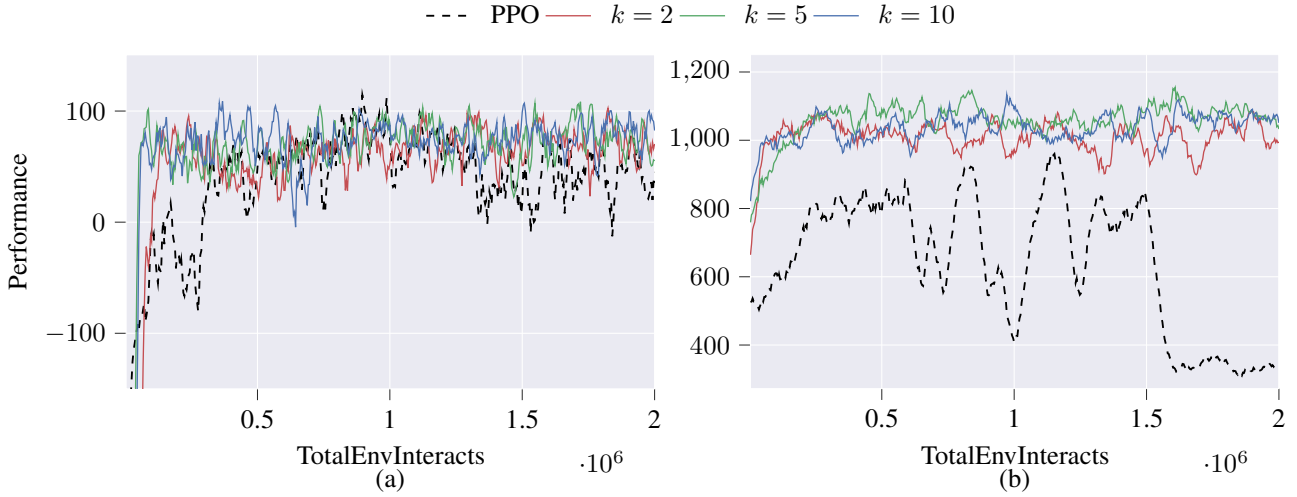 PPO k = 2 k = 5 k = 10
Performance
100
0
−100
0.5 1 1.5 2
TotalEnvInteracts
·10^6
(a)
1,200
1,000
800
600
400
0.5 1 1.5 2
TotalEnvInteracts
·10^6
(b)